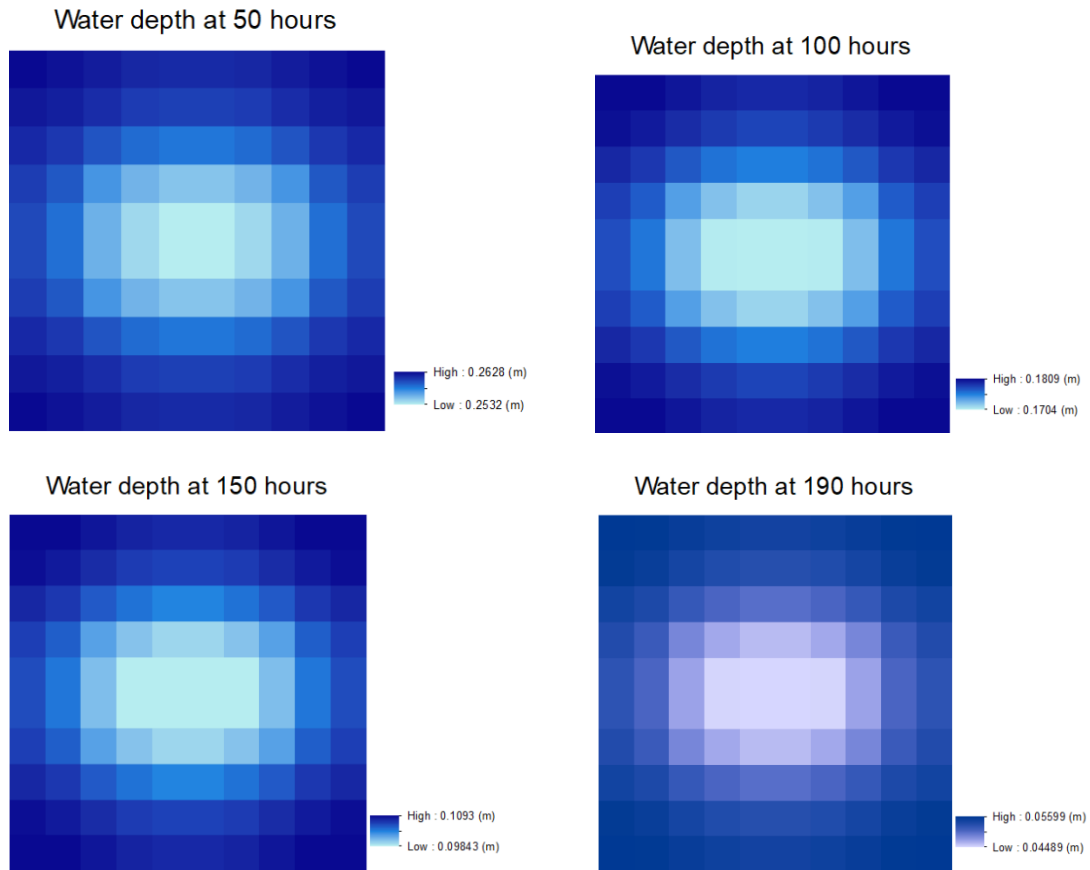 Water depth at 50 hours
High : 0.2628 (m)
Low : 0.2532 (m)
Water depth at 100 hours
High : 0.1809 (m)
Low : 0.1704 (m)
Water depth at 150 hours
High : 0.1093 (m)
Low : 0.09843 (m)
Water depth at 190 hours
High : 0.05599 (m)
Low : 0.04489 (m)